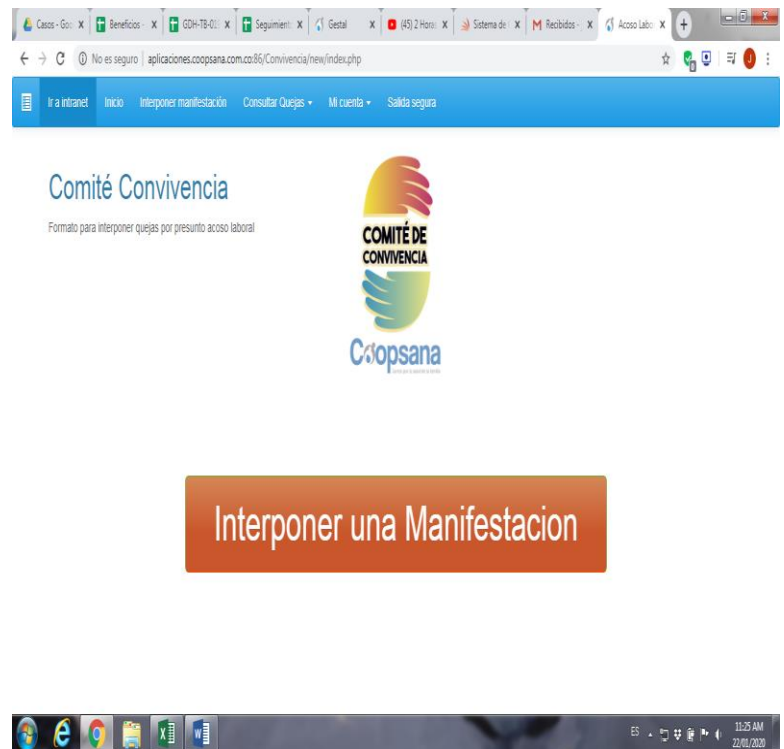 Casos - Goo
Beneficios -
GDH-TB-01
Seguimient
Gestal
(45) 2 Horas
Sistema de
Recibidos -
Acoso Labo
No es seguro | aplicaciones.coopsana.com.co:86/Convivencia/new/index.php
Ir a intranet
Inicio
Interponer manifestación
Consultar Quejas
Mi cuenta
Salida segura
Comité Convivencia
Formato para interponer quejas por presunto acoso laboral
COMITÉ DE
CONVIVENCIA
Coopsana
Interponer una Manifestacion
ES
11:25 AM
22/01/2020